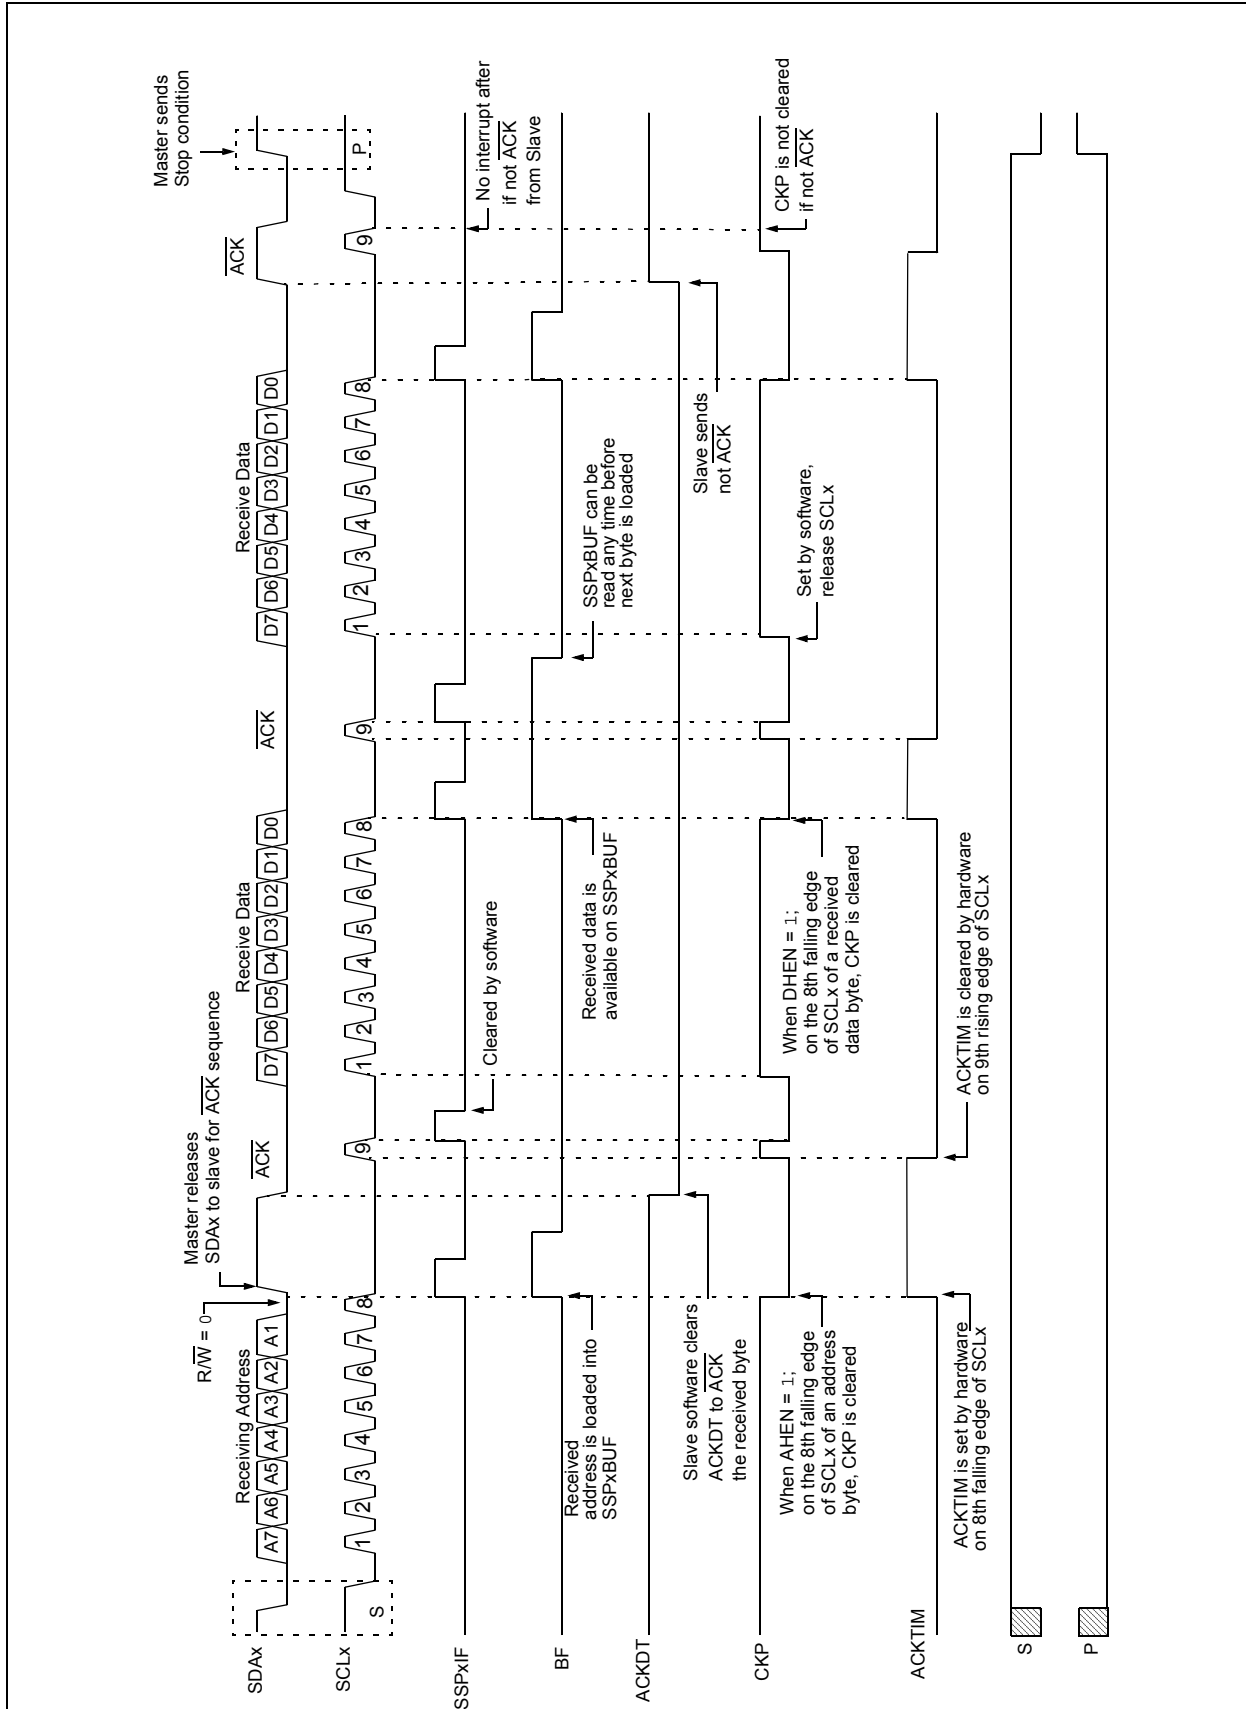 Master sends
Stop condition
Master releases
SDAx to slave for ACK sequence
R/W = 0
Receiving Address
ACK
Receive Data
ACK
Receive Data
ACK
SDAx
A7 A6 A5 A4 A3 A2 A1
D7 D6 D5 D4 D3 D2 D1 D0
D7 D6 D5 D4 D3 D2 D1 D0
SCLx
S
1 2 3 4 5 6 7 8 9
1 2 3 4 5 6 7 8 9
1 2 3 4 5 6 7 8 9
P
SSPxIF
Cleared by software
No interrupt after
if not ACK
from Slave
BF
Received
address is loaded into
SSPxBUF
Received data is
available on SSPxBUF
SSPxBUF can be
read any time before
next byte is loaded
ACKDT
Slave software clears
ACKDT to ACK
the received byte
Slave sends
not ACK
CKP
When AHEN = 1;
on the 8th falling edge
of SCLx of an address
byte, CKP is cleared
When DHEN = 1;
on the 8th falling edge
of SCLx of a received
data byte, CKP is cleared
Set by software,
release SCLx
CKP is not cleared
if not ACK
ACKTIM
ACKTIM is set by hardware
on 8th falling edge of SCLx
ACKTIM is cleared by hardware
on 9th rising edge of SCLx
S
P